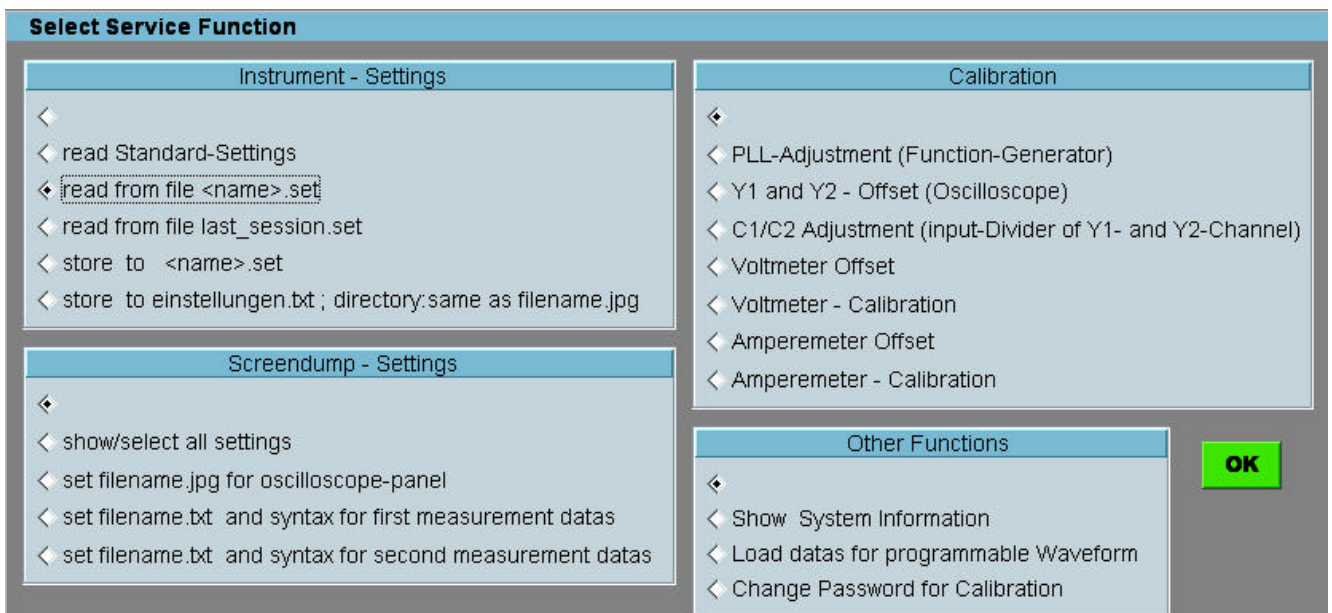 Select Service Function
Instrument - Settings
read Standard-Settings
read from file <name>.set
read from file last_session.set
store to <name>.set
store to einstellungen.txt ; directory:same as filename.jpg
Screendump - Settings
show/select all settings
set filename.jpg for oscilloscope-panel
set filename.txt and syntax for first measurement datas
set filename.txt and syntax for second measurement datas
Calibration
PLL-Adjustment (Function-Generator)
Y1 and Y2 - Offset (Oscilloscope)
C1/C2 Adjustment (input-Divider of Y1- and Y2-Channel)
Voltmeter Offset
Voltmeter - Calibration
Amperemeter Offset
Amperemeter - Calibration
Other Functions
Show System Information
Load datas for programmable Waveform
Change Password for Calibration
OK